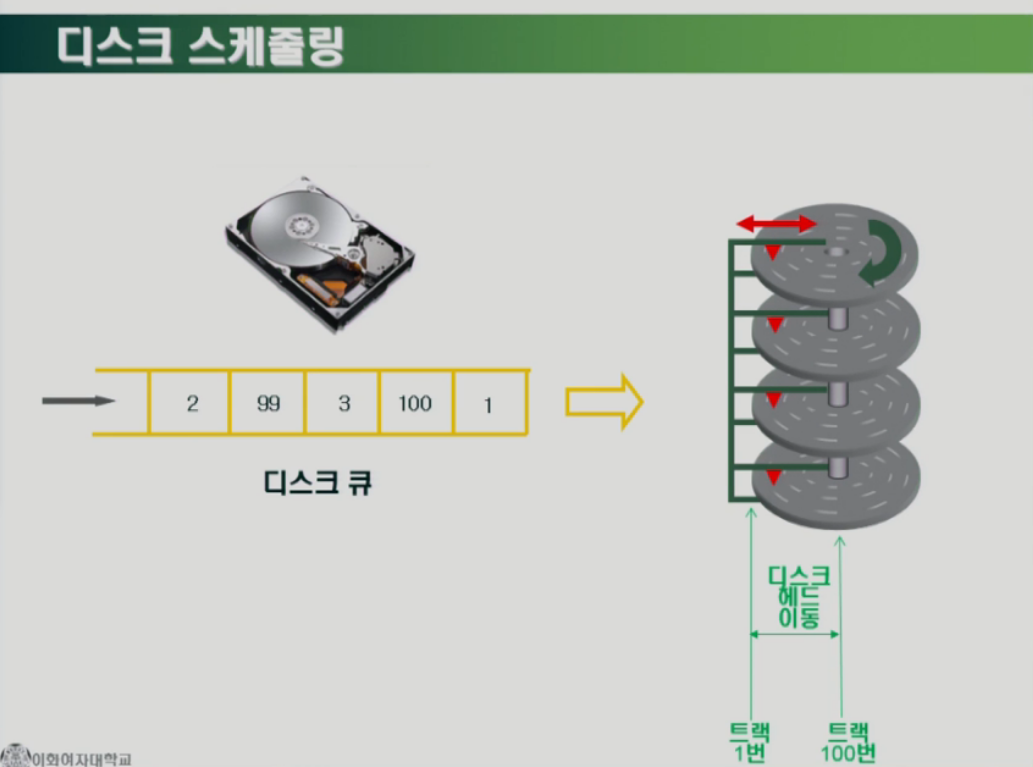 디스크 스케줄링
2 99 3 100 1
디스크 큐
디스크
헤드
이동
트랙
1번
트랙
100번
이화여자대학교